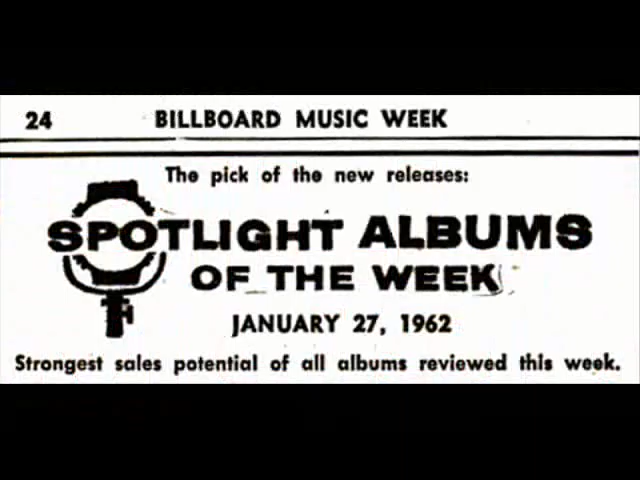 24 BILLBOARD MUSIC WEEK
The pick of the new releases:
SPOTLIGHT ALBUMS
OF THE WEEK
JANUARY 27, 1962
Strongest sales potential of all albums reviewed this week.